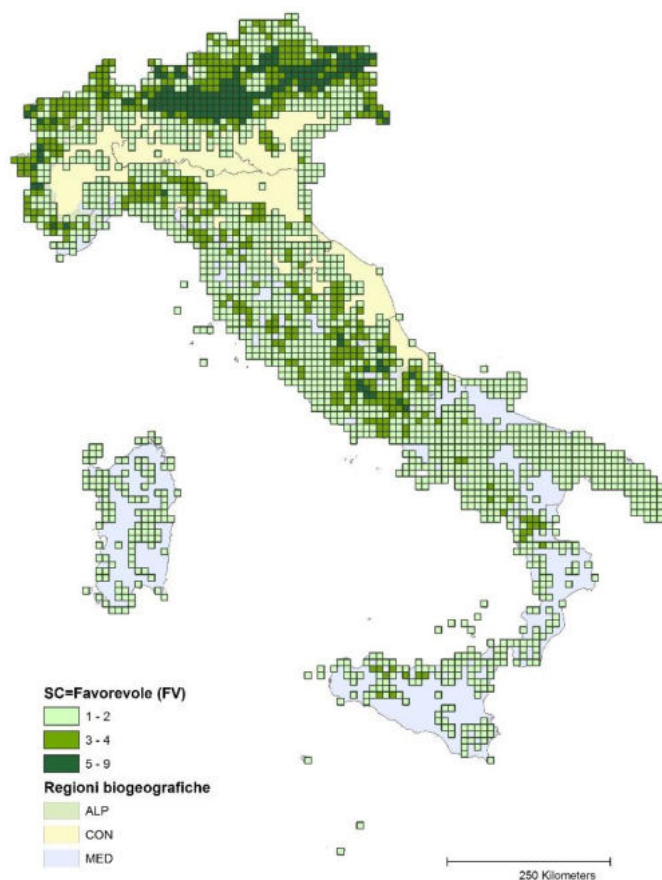 SC=Favorevole (FV)
1 - 2
3 - 4
5 - 9
Regioni biogeografiche
ALP
CON
MED
250 Kilometers